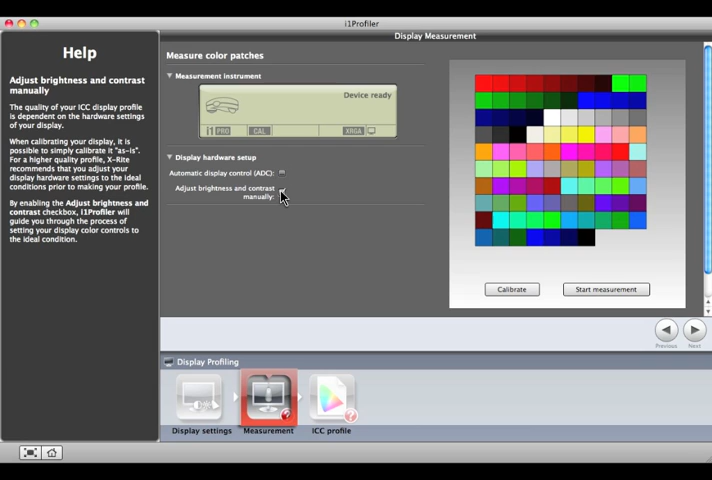 i1Profiler
Display Measurement
Help
Adjust brightness and contrast
manually
The quality of your ICC display profile
is dependent on the hardware settings
of your display.
When calibrating your display, it is
possible to simply calibrate it "as-is".
For a higher quality profile, X-Rite
recommends that you adjust your
display hardware settings to the ideal
conditions prior to making your profile.
By enabling the Adjust brightness and
contrast checkbox, i1Profiler will
guide you through the process of
setting your display color controls to
the ideal condition.
Measure color patches
Measurement instrument
Device ready
i1 PRO
CAL
XRGA
Display hardware setup
Automatic display control (ADC):
Adjust brightness and contrast
manually:
Calibrate
Start measurement
Previous
Next
Display Profiling
Display settings
Measurement
ICC profile